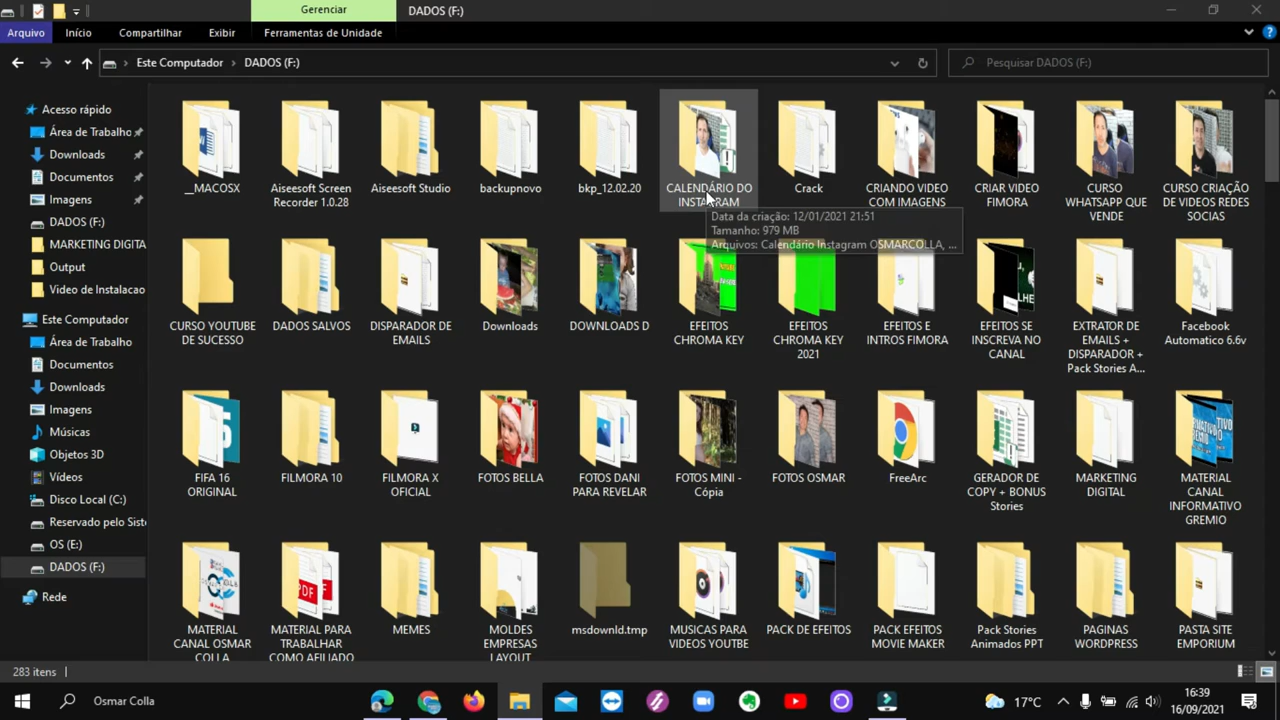 Gerenciar
DADOS (F:)
Arquivo
Início
Compartilhar
Exibir
Ferramentas de Unidade
Este Computador
DADOS (F:)
Pesquisar DADOS (F:)
Acesso rápido
Área de Trabalho
Downloads
Documentos
Imagens
DADOS (F:)
MARKETING DIGITA
Output
Video de Instalacao
Este Computador
Área de Trabalho
Documentos
Downloads
Imagens
Músicas
Objetos 3D
Vídeos
Disco Local (C:)
Reservado pelo Siste
OS (E:)
DADOS (F:)
Rede
__MACOSX
Aiseesoft Screen
Recorder 1.0.28
Aiseesoft Studio
backupnovo
bkp_12.02.20
CALENDÁRIO DO
INSTAGRAM
Crack
CRIANDO VIDEO
COM IMAGENS
CRIAR VIDEO
FIMORA
CURSO
WHATSAPP QUE
VENDE
CURSO CRIAÇÃO
DE VIDEOS REDES
SOCIAS
Data da criação: 12/01/2021 21:51
Tamanho: 979 MB
Arquivos: Calendário Instagram OSMARCOLLA, ...
CURSO YOUTUBE
DE SUCESSO
DADOS SALVOS
DISPARADOR DE
EMAILS
Downloads
DOWNLOADS D
EFEITOS
CHROMA KEY
EFEITOS
CHROMA KEY
2021
EFEITOS E
INTROS FIMORA
EFEITOS SE
INSCREVA NO
CANAL
EXTRATOR DE
EMAILS +
DISPARADOR +
Pack Stories A...
Facebook
Automatico 6.6v
FIFA 16
ORIGINAL
FILMORA 10
FILMORA X
OFICIAL
FOTOS BELLA
FOTOS DANI
PARA REVELAR
FOTOS MINI -
Cópia
FOTOS OSMAR
FreeArc
GERADOR DE
COPY + BONUS
Stories
MARKETING
DIGITAL
MATERIAL
CANAL
INFORMATIVO
GREMIO
MATERIAL
CANAL OSMAR
COLLA
MATERIAL PARA
TRABALHAR
COMO AFILIADO
MEMES
MOLDES
EMPRESAS
LAYOUT
msdownld.tmp
MUSICAS PARA
VIDEOS YOUTBE
PACK DE EFEITOS
PACK EFEITOS
MOVIE MAKER
Pack Stories
Animados PPT
PAGINAS
WORDPRESS
PASTA SITE
EMPORIUM
283 itens
Osmar Colla
17°C
16:39
16/09/2021